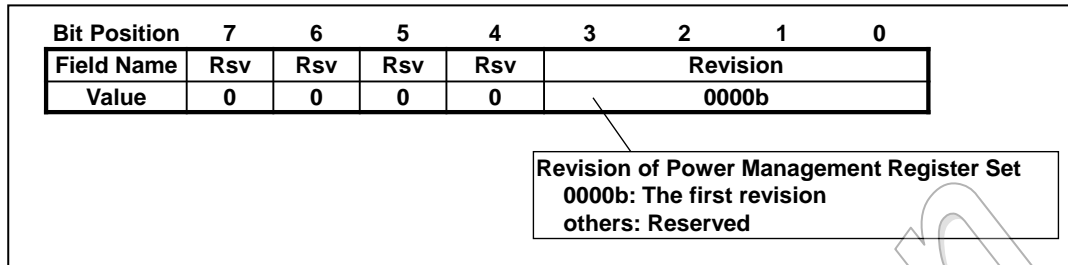 Bit Position 7 6 5 4 3 2 1 0
Field Name Rsv Rsv Rsv Rsv Revision
Value 0 0 0 0 0000b
Revision of Power Management Register Set
0000b: The first revision
others: Reserved